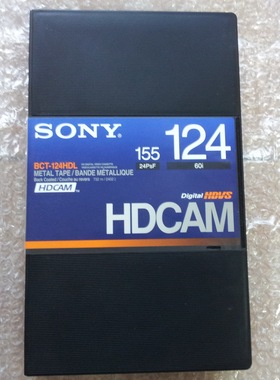 SONY
155 124
24PsF 60i
BCT-124HDL
METAL TAPE / BANDE MÉTALLIQUE
HDCAM
Digital HDVS
HDCAM